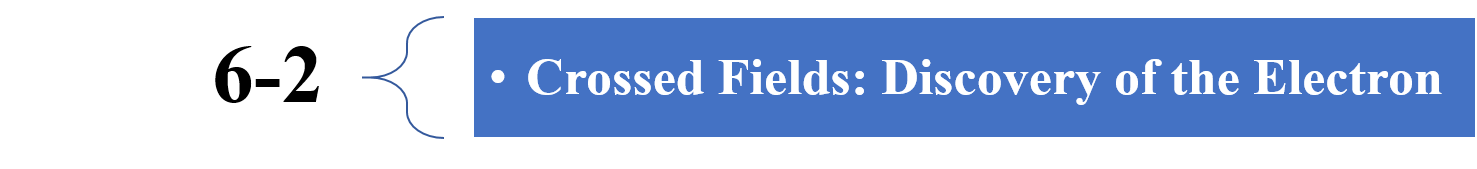 6-2
• Crossed Fields: Discovery of the Electron